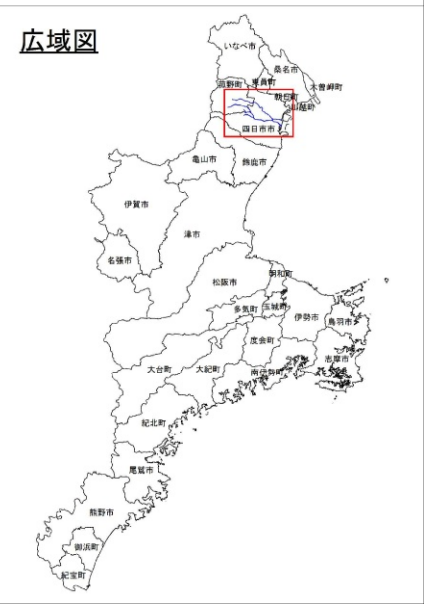 広域図
いなべ市
桑名市
東員町
木曽岬町
菰野町
朝日町
川越町
四日市市
亀山市
鈴鹿市
伊賀市
津市
名張市
松阪市
明和町
多気町
玉城町
伊勢市
鳥羽市
度会町
志摩市
大台町
大紀町
南伊勢町
紀北町
尾鷲市
熊野市
御浜町
紀宝町